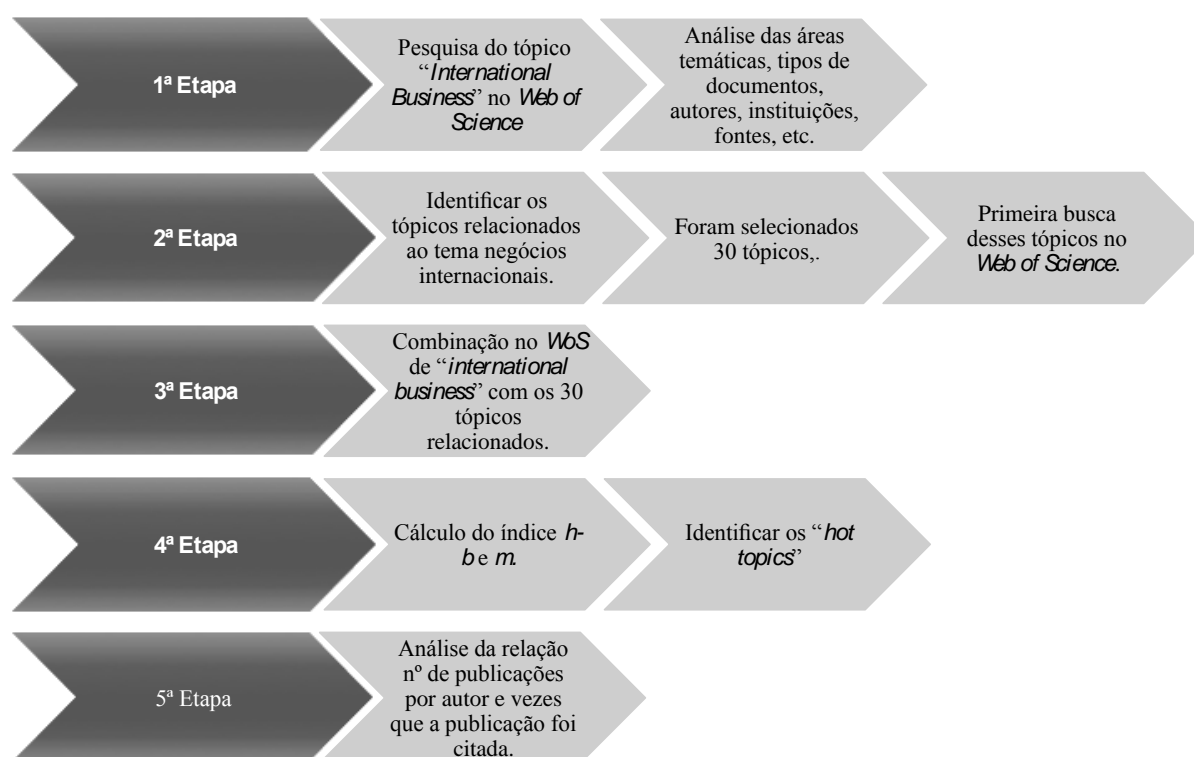 1ª Etapa
Pesquisa do tópico
“International
Business” no Web of
Science
Análise das áreas
temáticas, tipos de
documentos,
autores, instituições,
fontes, etc.
2ª Etapa
Identificar os
tópicos relacionados
ao tema negócios
internacionais.
Foram selecionados
30 tópicos,.
Primeira busca
desses tópicos no
Web of Science.
3ª Etapa
Combinação no WoS
de “international
business” com os 30
tópicos
relacionados.
4ª Etapa
Cálculo do índice h-
b e m.
Identificar os “hot
topics”
5ª Etapa
Análise da relação
nº de publicações
por autor e vezes
que a publicação foi
citada.